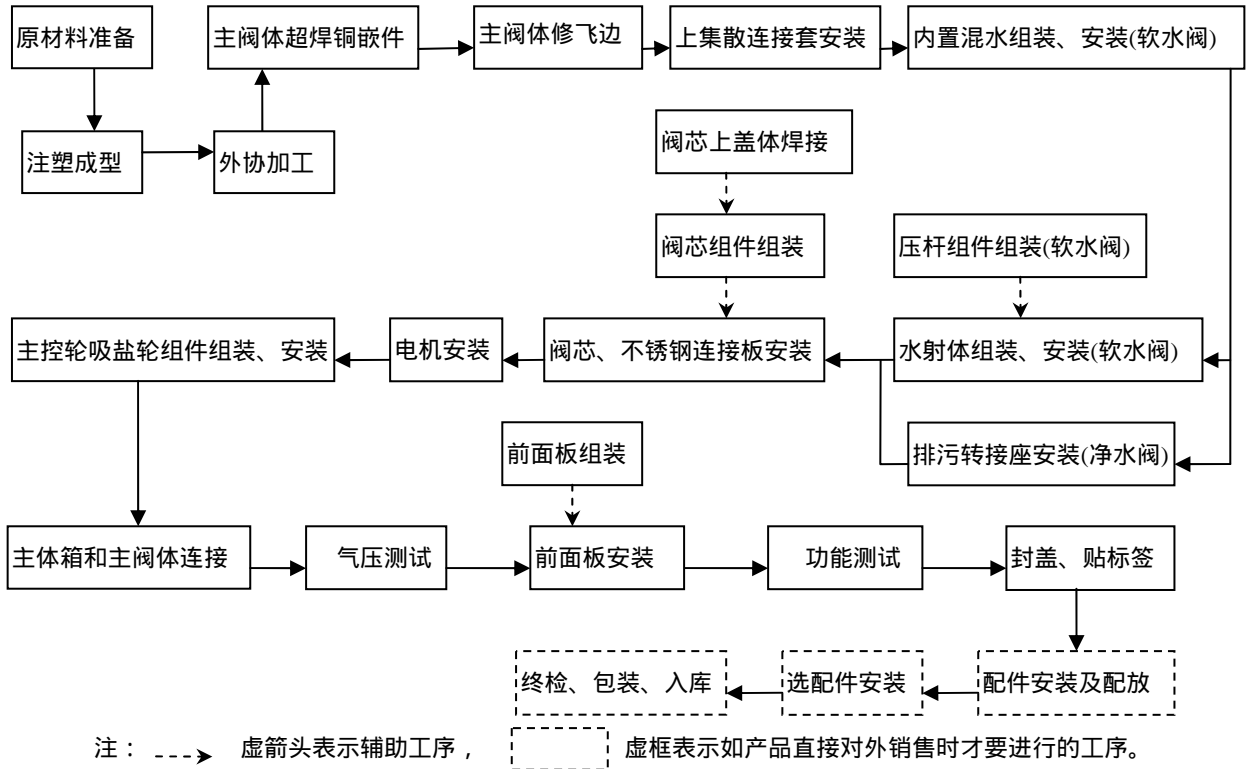 原材料准备
主阀体超焊铜嵌件
主阀体修飞边
上集散连接套安装
内置混水组装、安装(软水阀)
注塑成型
外协加工
阀芯上盖体焊接
阀芯组件组装
压杆组件组装(软水阀)
主控轮吸盐轮组件组装、安装
电机安装
阀芯、不锈钢连接板安装
水射体组装、安装(软水阀)
前面板组装
排污转接座安装(净水阀)
主体箱和主阀体连接
气压测试
前面板安装
功能测试
封盖、贴标签
终检、包装、入库
选配件安装
配件安装及配放
注： 虚箭头表示辅助工序， 虚框表示如产品直接对外销售时才要进行的工序。